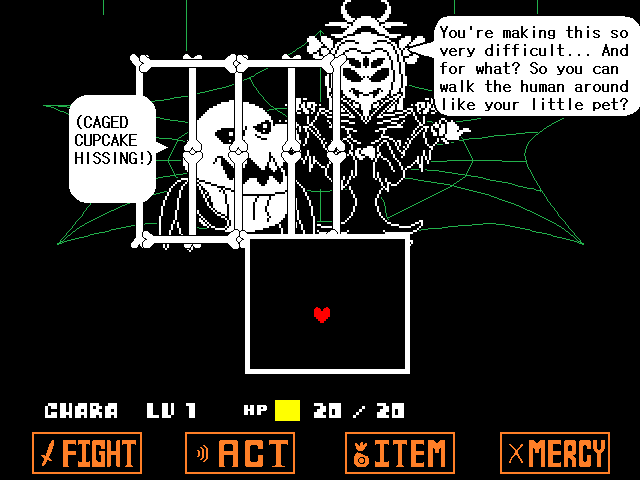 You're making this so
very difficult... And
for what? So you can
walk the human around
like your little pet?
(CAGED
CUPCAKE
HISSING!)
CHARA LV 1 HP 20 / 20
FIGHT ACT ITEM MERCY